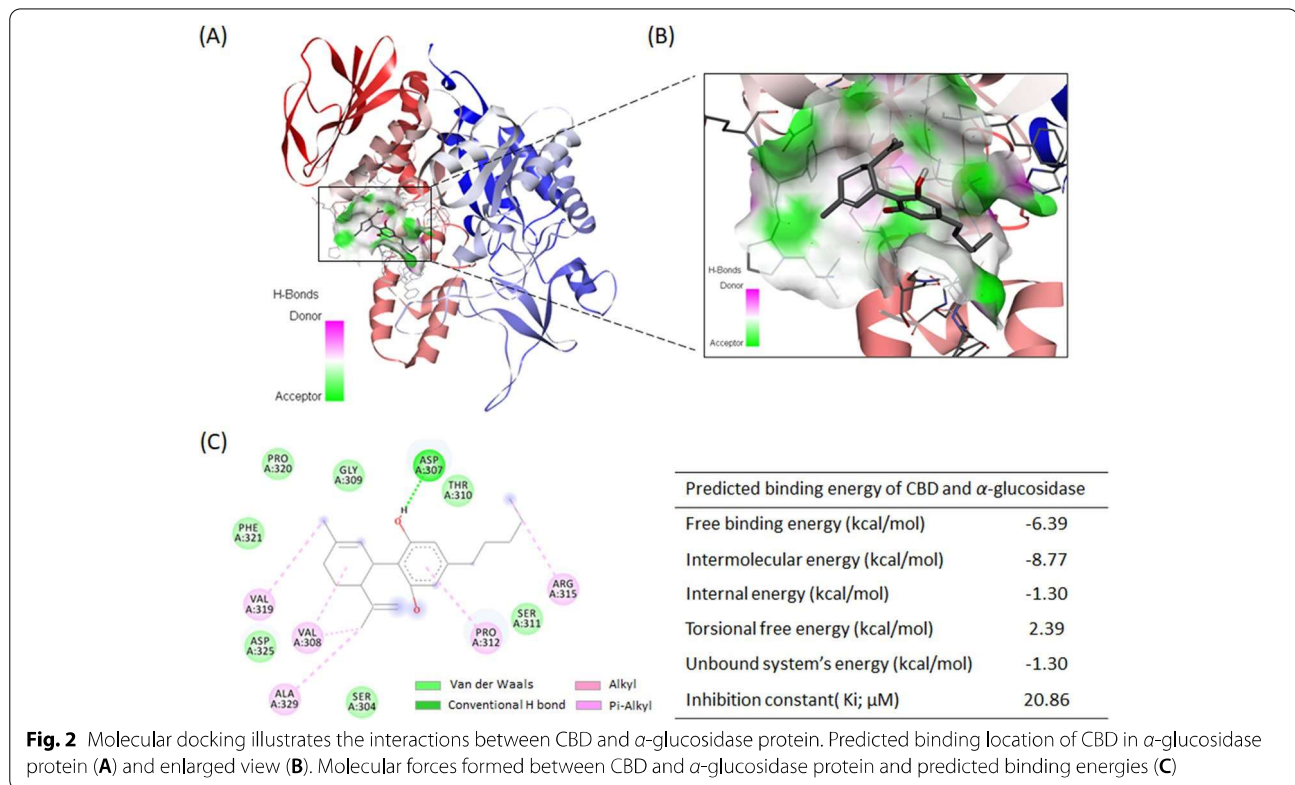 (A)
(B)
H-Bonds
Donor
Acceptor
H-Bonds
Donor
Acceptor
(C)
PRO
A:320
GLY
A:309
ASP
A:307
THR
A:310
PHE
A:321
H
O
VAL
A:319
ARG
A:315
ASP
A:325
VAL
A:308
O
PRO
A:312
SER
A:311
ALA
A:329
SER
A:304
Van der Waals
Alkyl
Conventional H bond
Pi-Alkyl
Predicted binding energy of CBD and α-glucosidase
Free binding energy (kcal/mol) -6.39
Intermolecular energy (kcal/mol) -8.77
Internal energy (kcal/mol) -1.30
Torsional free energy (kcal/mol) 2.39
Unbound system's energy (kcal/mol) -1.30
Inhibition constant( Ki; µM) 20.86
Fig. 2 Molecular docking illustrates the interactions between CBD and α-glucosidase protein. Predicted binding location of CBD in α-glucosidase
protein (A) and enlarged view (B). Molecular forces formed between CBD and α-glucosidase protein and predicted binding energies (C)